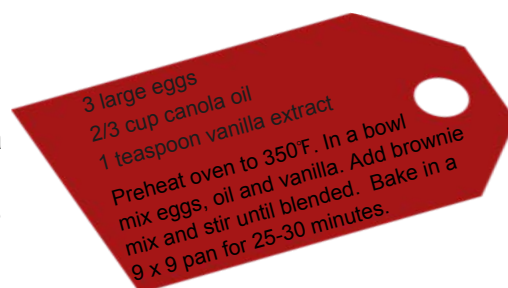 3 large eggs
2/3 cup canola oil
1 teaspoon vanilla extract
Preheat oven to 350°F. In a bowl
mix eggs, oil and vanilla. Add brownie
mix and stir until blended. Bake in a
9 x 9 pan for 25-30 minutes.